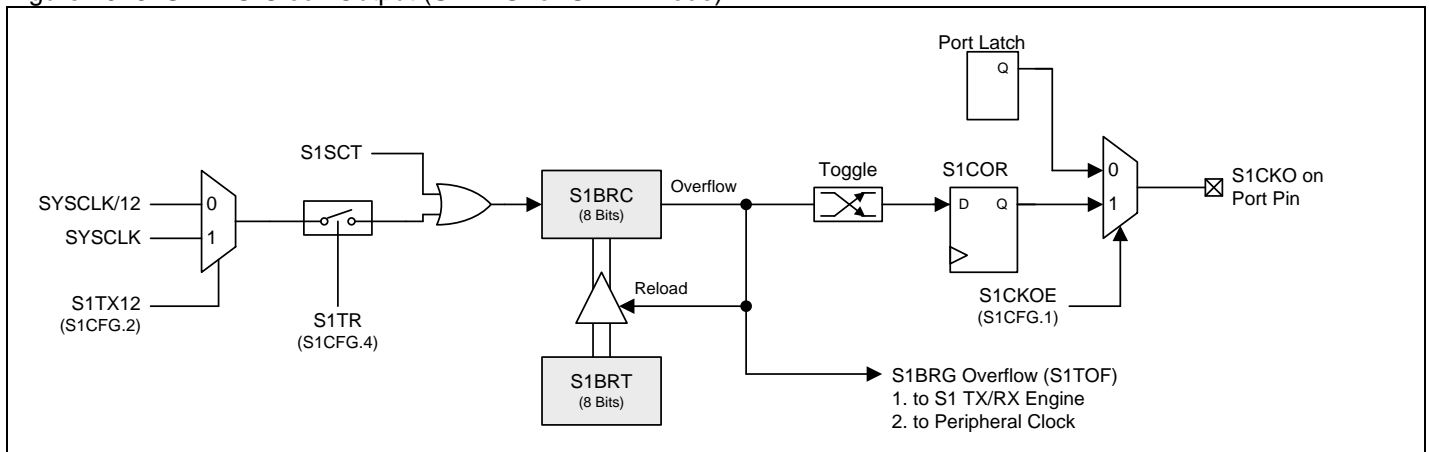 Port Latch
Q
S1SCT
Toggle
S1COR
SYSCLK/12
0
SYSCLK
1
S1BRC
(8 Bits)
Overflow
D
Q
0
1
S1CKO on
Port Pin
S1TX12
(S1CFG.2)
S1TR
(S1CFG.4)
Reload
S1CKOE
(S1CFG.1)
S1BRT
(8 Bits)
S1BRG Overflow (S1TOF)
1. to S1 TX/RX Engine
2. to Peripheral Clock